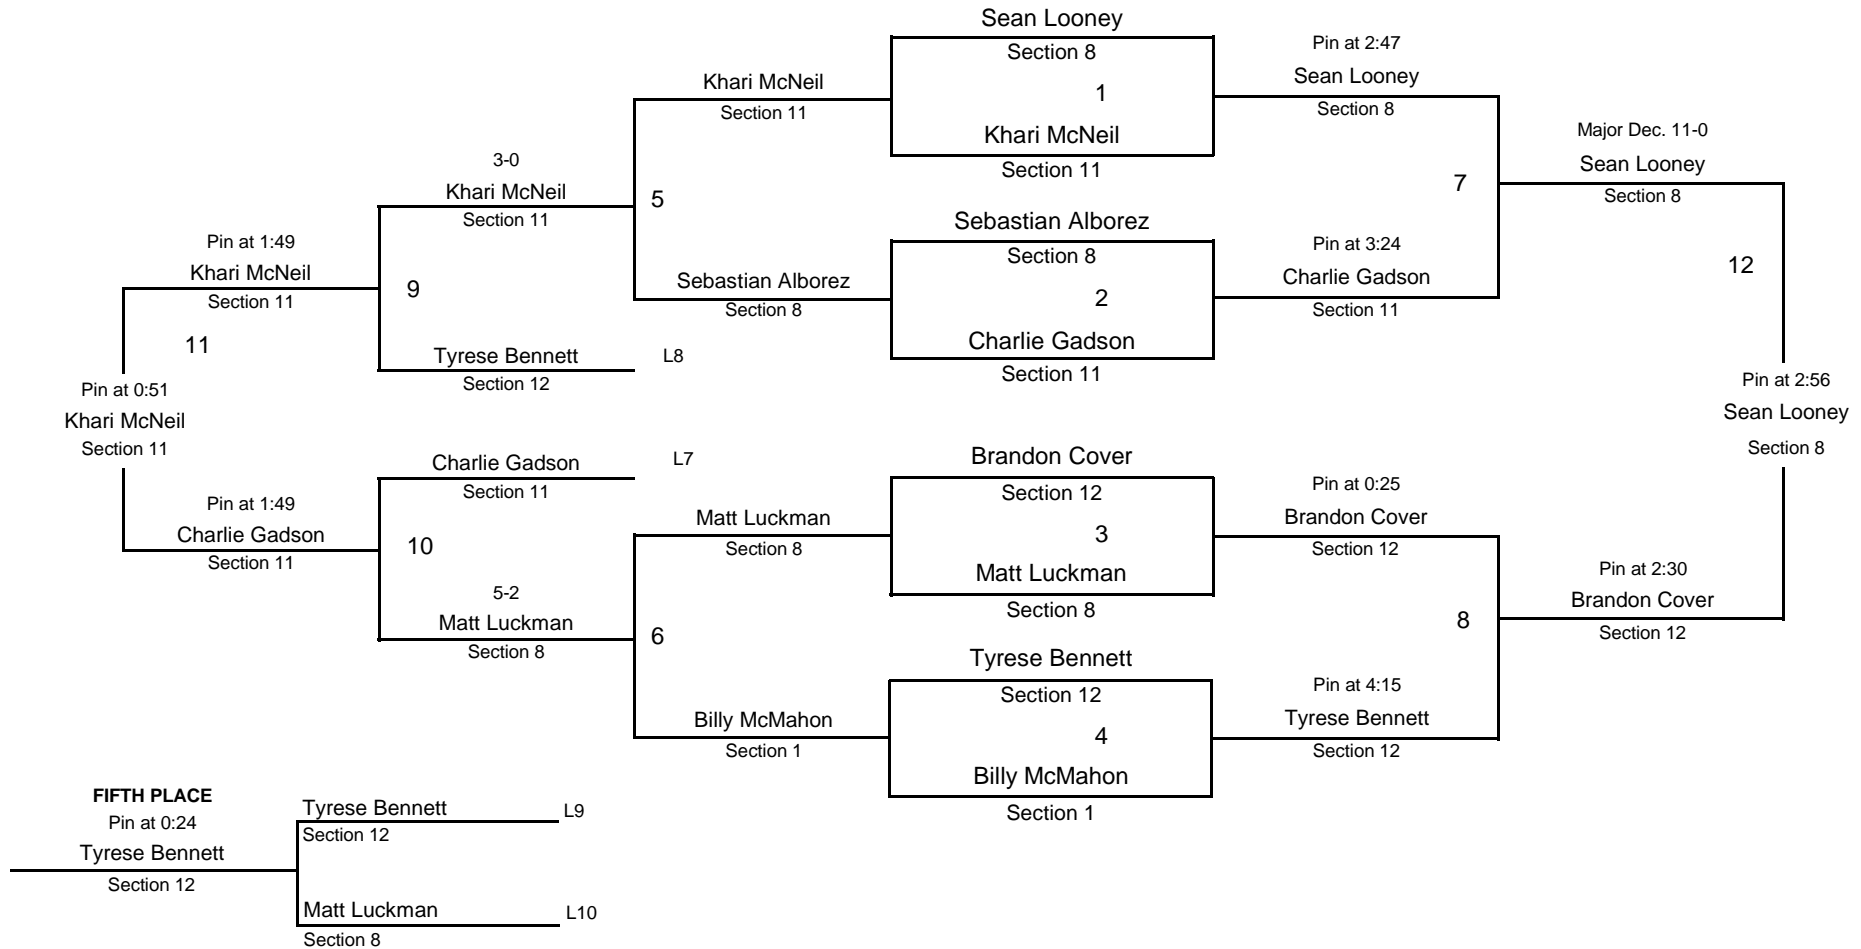 Sean Looney
Section 8
1
Khari McNeil
Section 11
Sebastian Alborez
Section 8
2
Charlie Gadson
Section 11
Brandon Cover
Section 12
3
Matt Luckman
Section 8
Tyrese Bennett
Section 12
4
Billy McMahon
Section 1
Pin at 2:47
Sean Looney
Section 8
7
Pin at 3:24
Charlie Gadson
Section 11
Pin at 0:25
Brandon Cover
Section 12
8
Pin at 4:15
Tyrese Bennett
Section 12
Major Dec. 11-0
Sean Looney
Section 8
12
Pin at 2:30
Brandon Cover
Section 12
Pin at 2:56
Sean Looney
Section 8
Khari McNeil
Section 11
5
Sebastian Alborez
Section 8
Matt Luckman
Section 8
6
Billy McMahon
Section 1
3-0
Khari McNeil
Section 11
9
Tyrese Bennett
L8
Section 12
Charlie Gadson
L7
Section 11
10
5-2
Matt Luckman
Section 8
Pin at 1:49
Khari McNeil
Section 11
11
Pin at 1:49
Charlie Gadson
Section 11
Pin at 0:51
Khari McNeil
Section 11
FIFTH PLACE
Pin at 0:24
Tyrese Bennett
Section 12
Tyrese Bennett
L9
Section 12
Matt Luckman
L10
Section 8